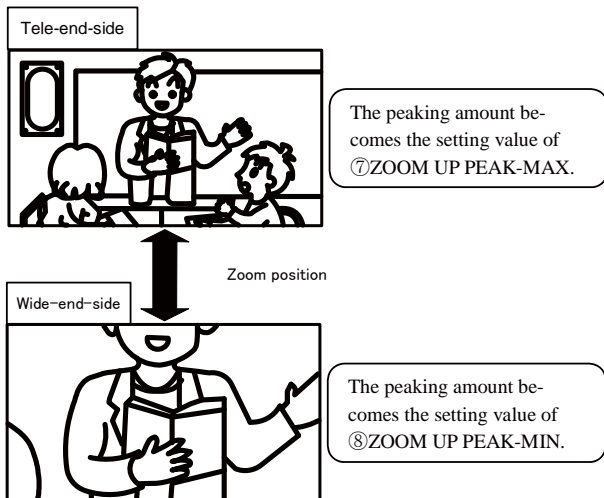 Tele-end-side
The peaking amount be-
comes the setting value of
⑦ZOOM UP PEAK-MAX.
Zoom position
Wide-end-side
The peaking amount be-
comes the setting value of
⑧ZOOM UP PEAK-MIN.